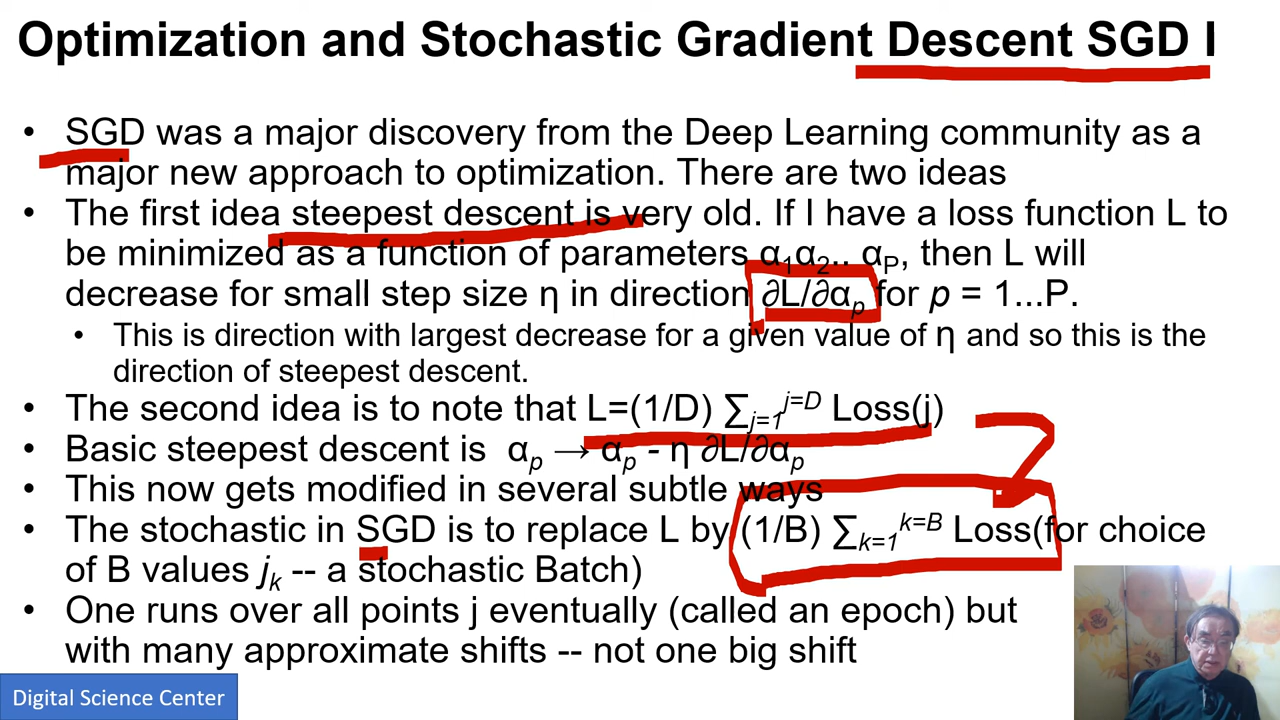 Optimization and Stochastic Gradient Descent SGD I
• SGD was a major discovery from the Deep Learning community as a
major new approach to optimization. There are two ideas
• The first idea steepest descent is very old. If I have a loss function L to
be minimized as a function of parameters α₁α₂.. αP, then L will
decrease for small step size η in direction ∂L/∂αp for p = 1...P.
• This is direction with largest decrease for a given value of η and so this is the
direction of steepest descent.
• The second idea is to note that L=(1/D) ∑j=1 j=D Loss(j)
• Basic steepest descent is αp → αp - η ∂L/∂αp
• This now gets modified in several subtle ways
• The stochastic in SGD is to replace L by (1/B) ∑k=1 k=B Loss(for choice
of B values jk -- a stochastic Batch)
• One runs over all points j eventually (called an epoch) but
with many approximate shifts -- not one big shift
Digital Science Center